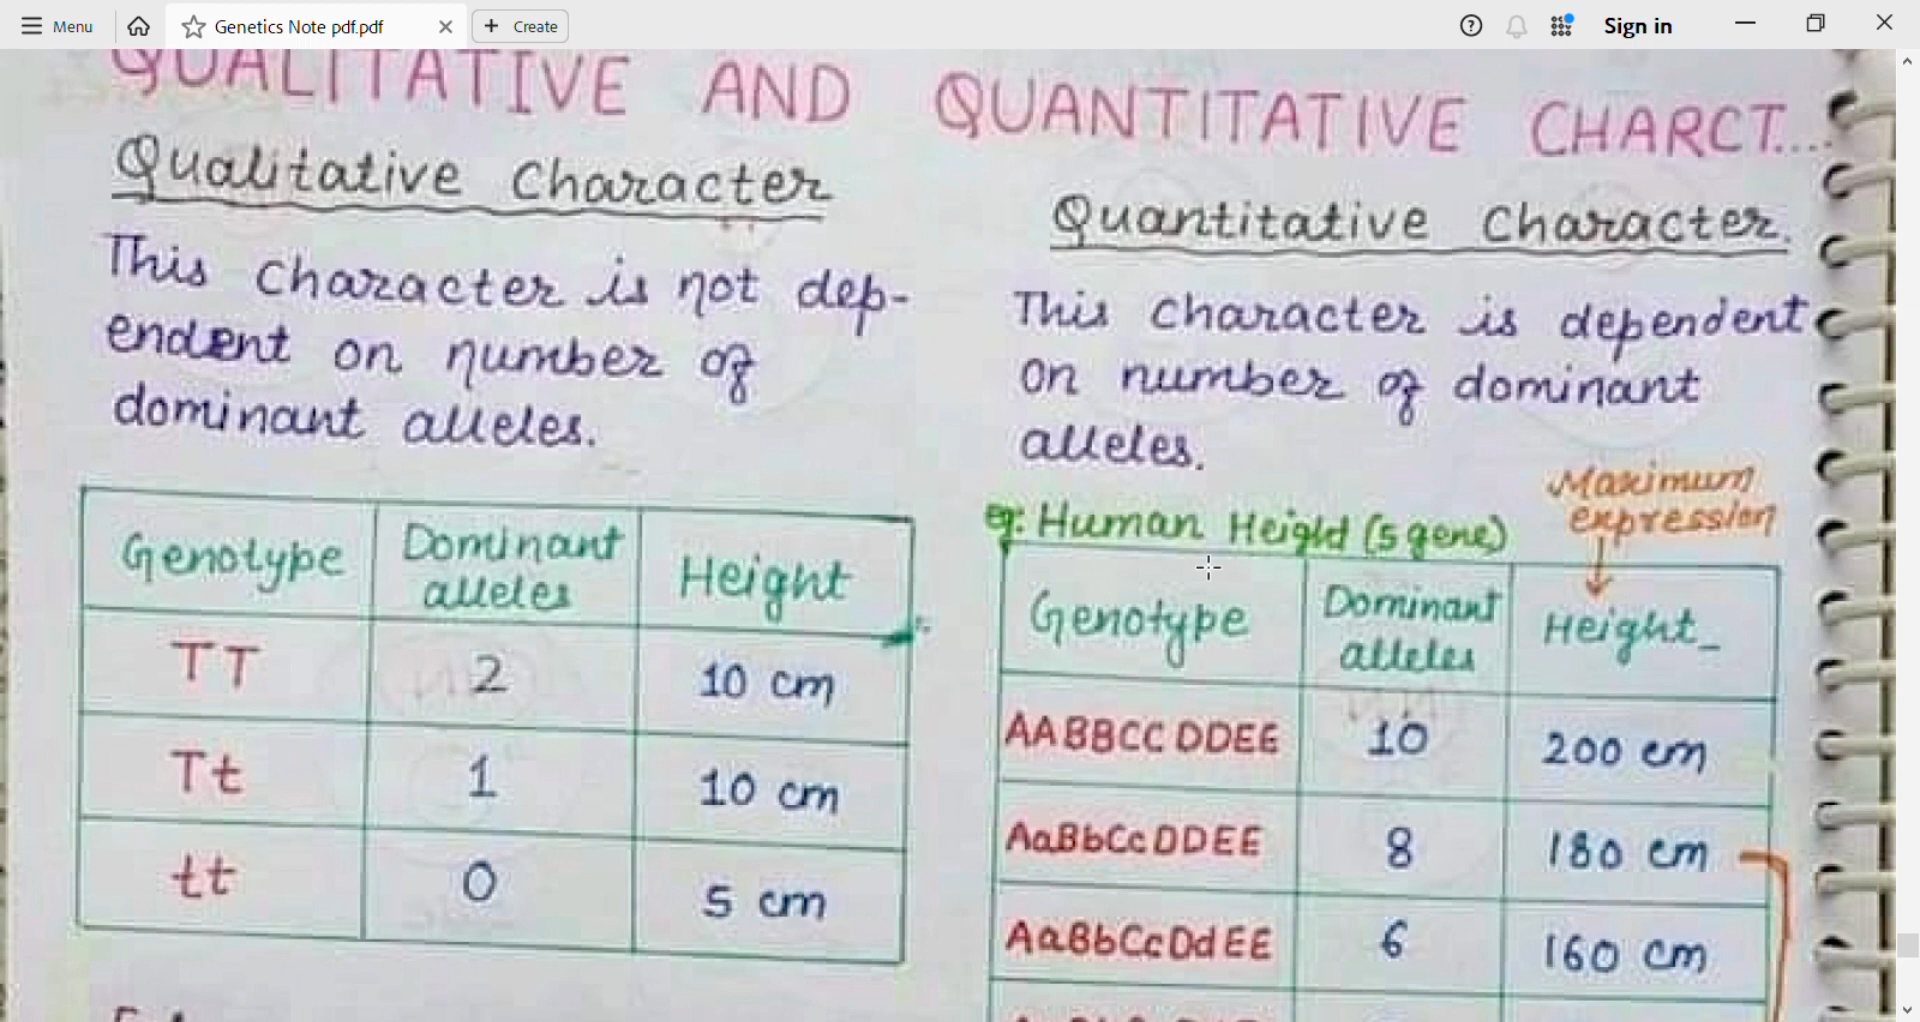 Menu
Genetics Note pdf.pdf
Create
Sign in
QUALITATIVE AND QUANTITATIVE CHARCT....
Qualitative Character
This character is not dep-
endent on number of
dominant alleles.
Genotype Dominant alleles Height
TT 2 10 cm
Tt 1 10 cm
tt 0 5 cm
Quantitative Character.
This character is dependent
on number of dominant
alleles.
Maximum
expression
eg: Human Height (5 gene)
Genotype Dominant alleles Height_
AABBCCDDEE 10 200 cm
AaBbCcDDEE 8 180 cm
AaBbCcDdEE 6 160 cm